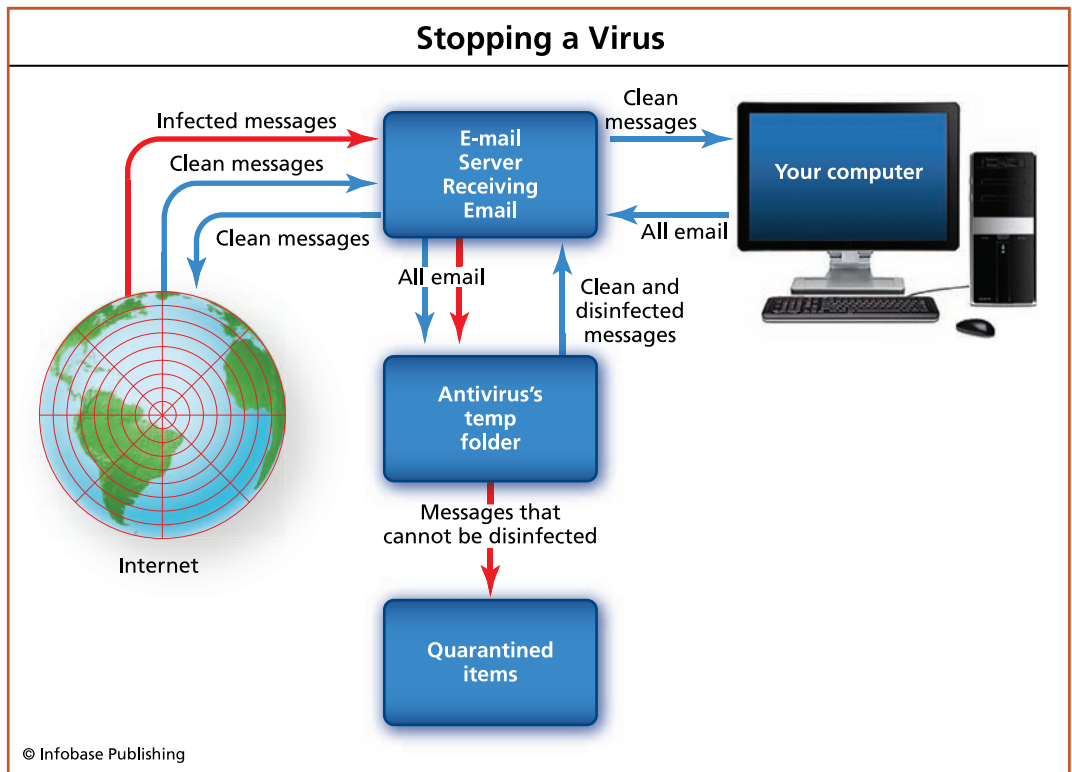 Stopping a Virus
Infected messages
Clean messages
Clean messages
E-mail
Server
Receiving
Email
Clean
messages
Your computer
All email
All email
Clean and
disinfected
messages
Antivirus's
temp
folder
Messages that
cannot be disinfected
Internet
Quarantined
items
© Infobase Publishing